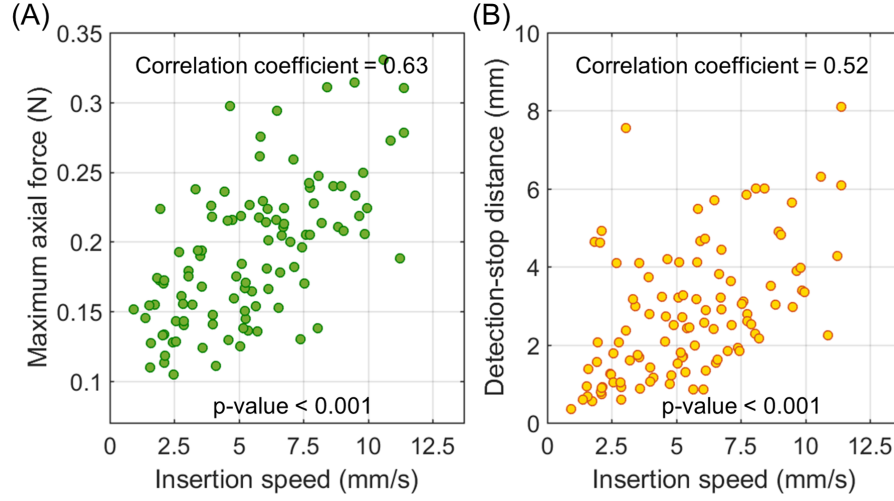 (A)
Maximum axial force (N)
0.35
0.3
0.25
0.2
0.15
0.1
Correlation coefficient = 0.63
p-value < 0.001
0 2.5 5 7.5 10 12.5
Insertion speed (mm/s)
(B)
Detection-stop distance (mm)
10
8
6
4
2
0
Correlation coefficient = 0.52
p-value < 0.001
0 2.5 5 7.5 10 12.5
Insertion speed (mm/s)